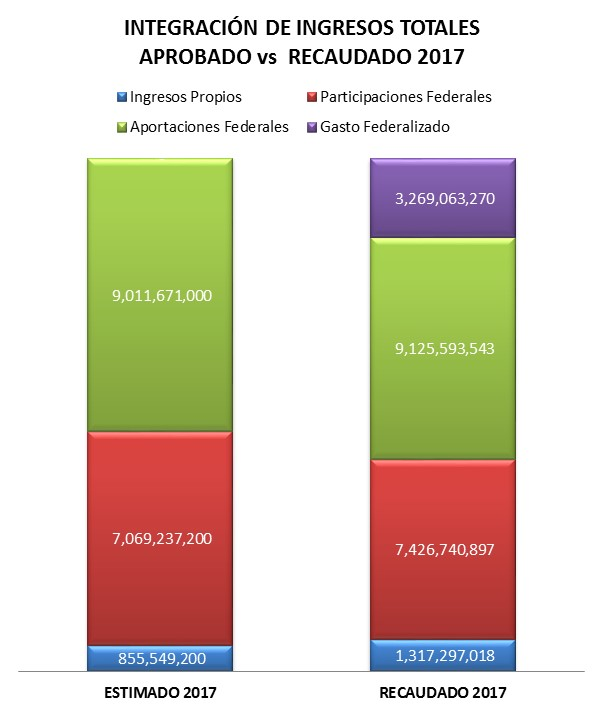 INTEGRACIÓN DE INGRESOS TOTALES
APROBADO vs RECAUDADO 2017
Ingresos Propios
Participaciones Federales
Aportaciones Federales
Gasto Federalizado
3,269,063,270
9,011,671,000
9,125,593,543
7,069,237,200
7,426,740,897
855,549,200
1,317,297,018
ESTIMADO 2017
RECAUDADO 2017